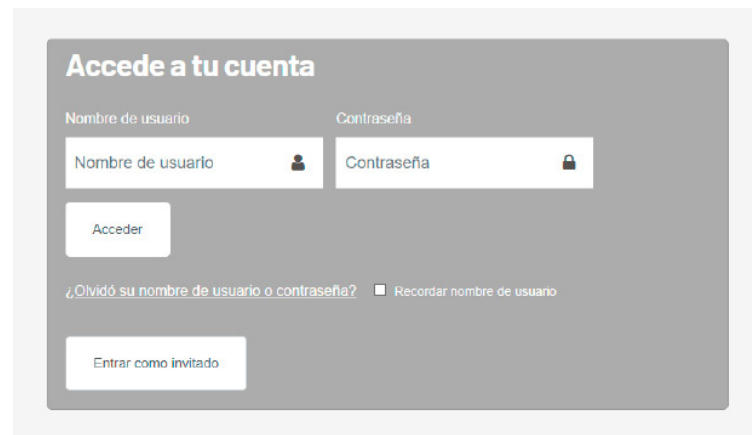 Accede a tu cuenta
Nombre de usuario Contraseña
Nombre de usuario Contraseña
Acceder
¿Olvidó su nombre de usuario o contraseña? Recordar nombre de usuario
Entrar como invitado